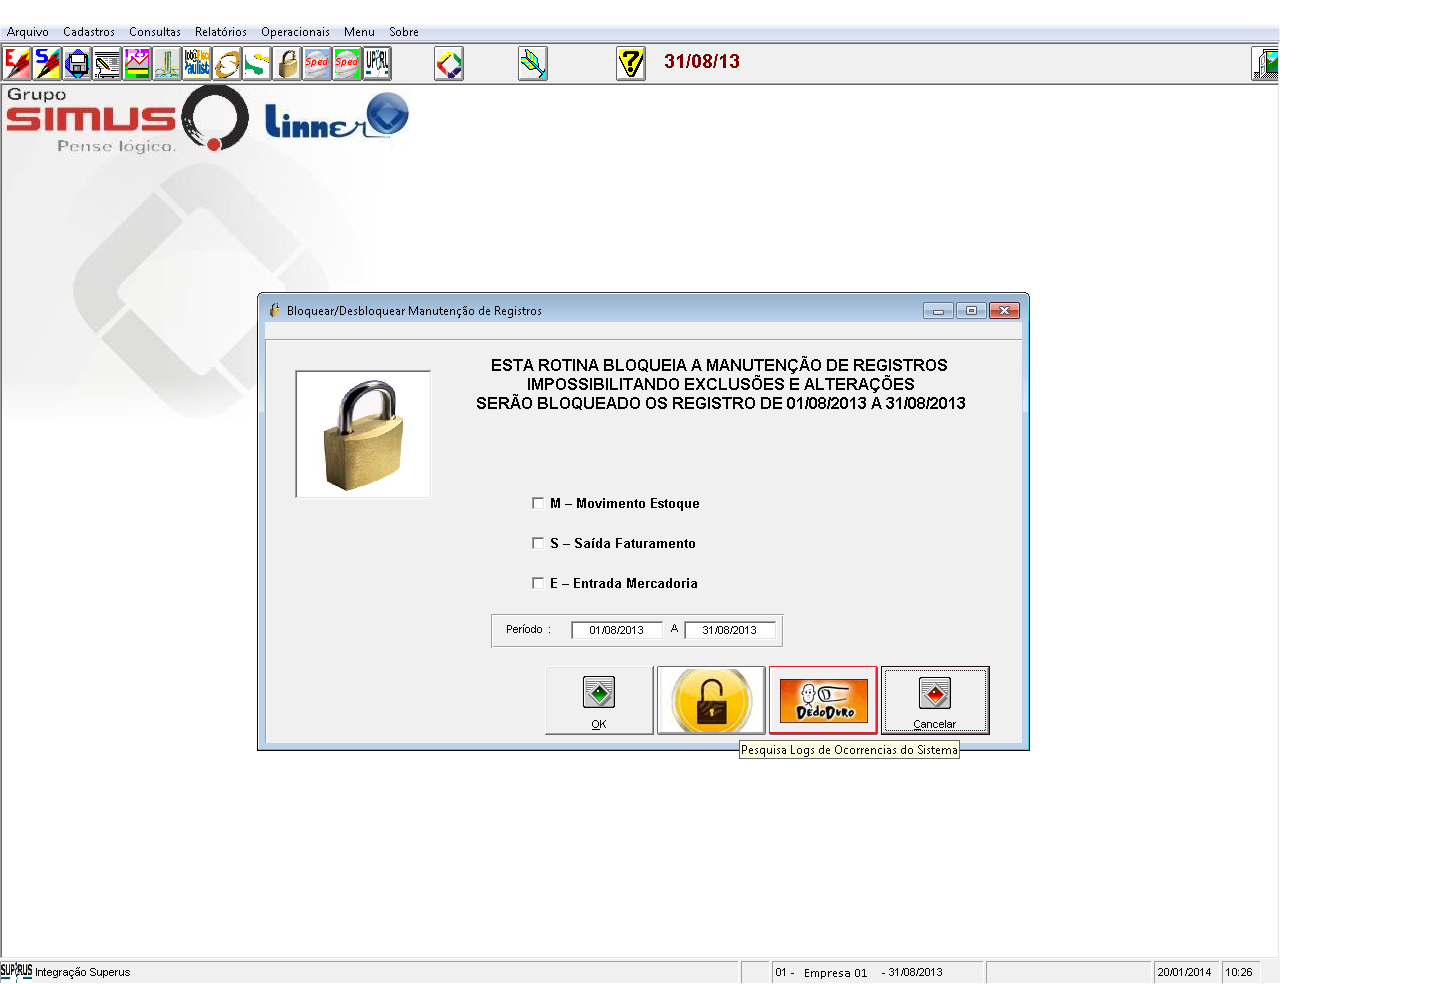 Arquivo Cadastros Consultas Relatórios Operacionais Menu Sobre
E S 1,23 Sped Sped 31/08/13
Grupo
SIMUS
Pense lógico.
Linner
Bloquear/Desbloquear Manutenção de Registros
ESTA ROTINA BLOQUEIA A MANUTENÇÃO DE REGISTROS
IMPOSSIBILITANDO EXCLUSÕES E ALTERAÇÕES
SERÃO BLOQUEADO OS REGISTRO DE 01/08/2013 A 31/08/2013
M – Movimento Estoque
S – Saída Faturamento
E – Entrada Mercadoria
Período : 01/08/2013 A 31/08/2013
DedoDuro
OK Cancelar
Pesquisa Logs de Ocorrencias do Sistema
SUPERUS Integração Superus 01 - Empresa 01 - 31/08/2013 20/01/2014 10:26